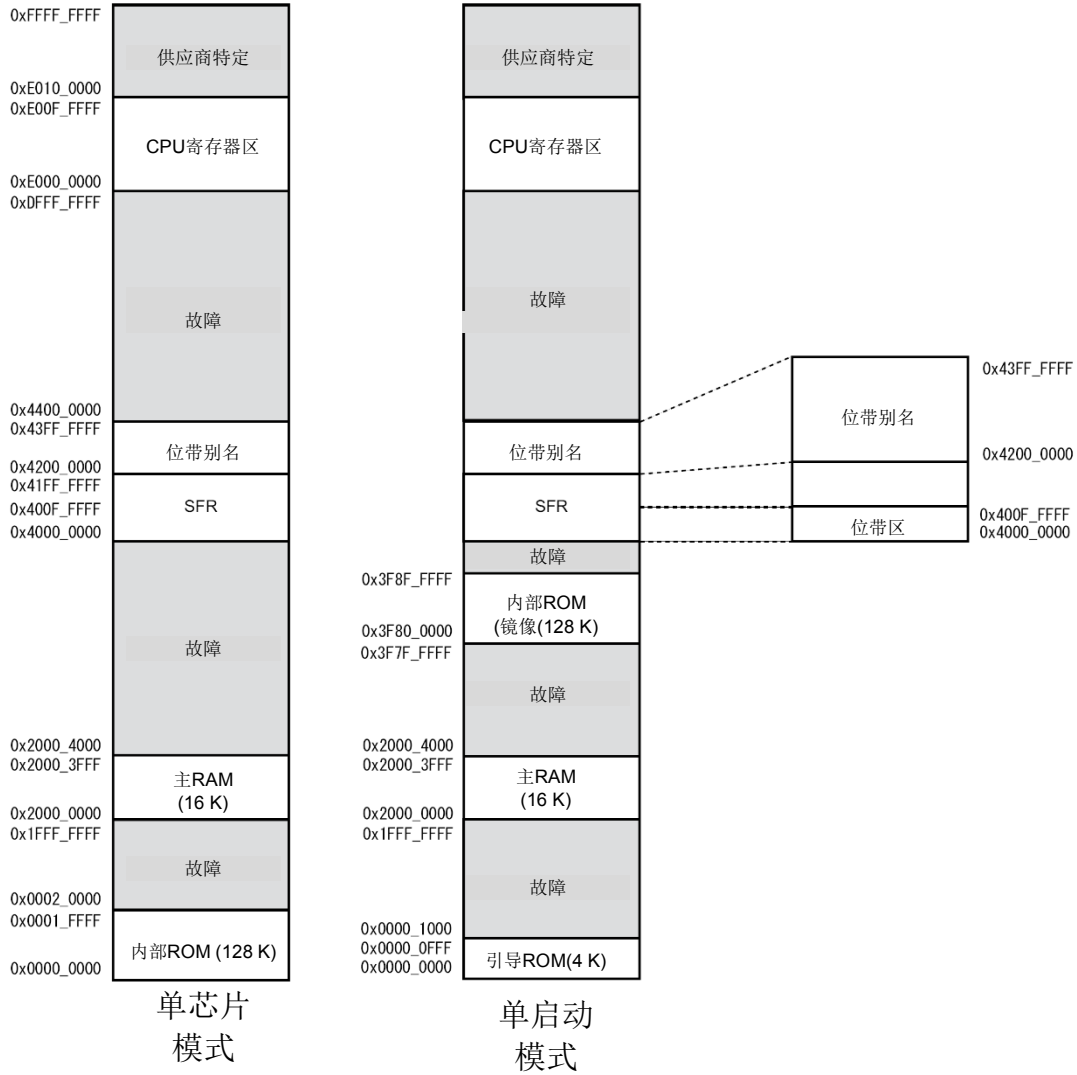 0xFFFF_FFFF
供应商特定
0xE010_0000
0xE00F_FFFF
CPU寄存器区
0xE000_0000
0xDFFF_FFFF
故障
0x4400_0000
0x43FF_FFFF
位带别名
0x4200_0000
0x41FF_FFFF
0x400F_FFFF
SFR
0x4000_0000
故障
0x2000_4000
0x2000_3FFF
主RAM
(16 K)
0x2000_0000
0x1FFF_FFFF
故障
0x0002_0000
0x0001_FFFF
内部ROM (128 K)
0x0000_0000
单芯片
模式
供应商特定
CPU寄存器区
故障
位带别名
SFR
故障
0x3F8F_FFFF
内部ROM
(镜像(128 K)
0x3F80_0000
0x3F7F_FFFF
故障
0x2000_4000
0x2000_3FFF
主RAM
(16 K)
0x2000_0000
0x1FFF_FFFF
故障
0x0000_1000
0x0000_0FFF
0x0000_0000
引导ROM(4 K)
单启动
模式
0x43FF_FFFF
位带别名
0x4200_0000
0x400F_FFFF
位带区
0x4000_0000